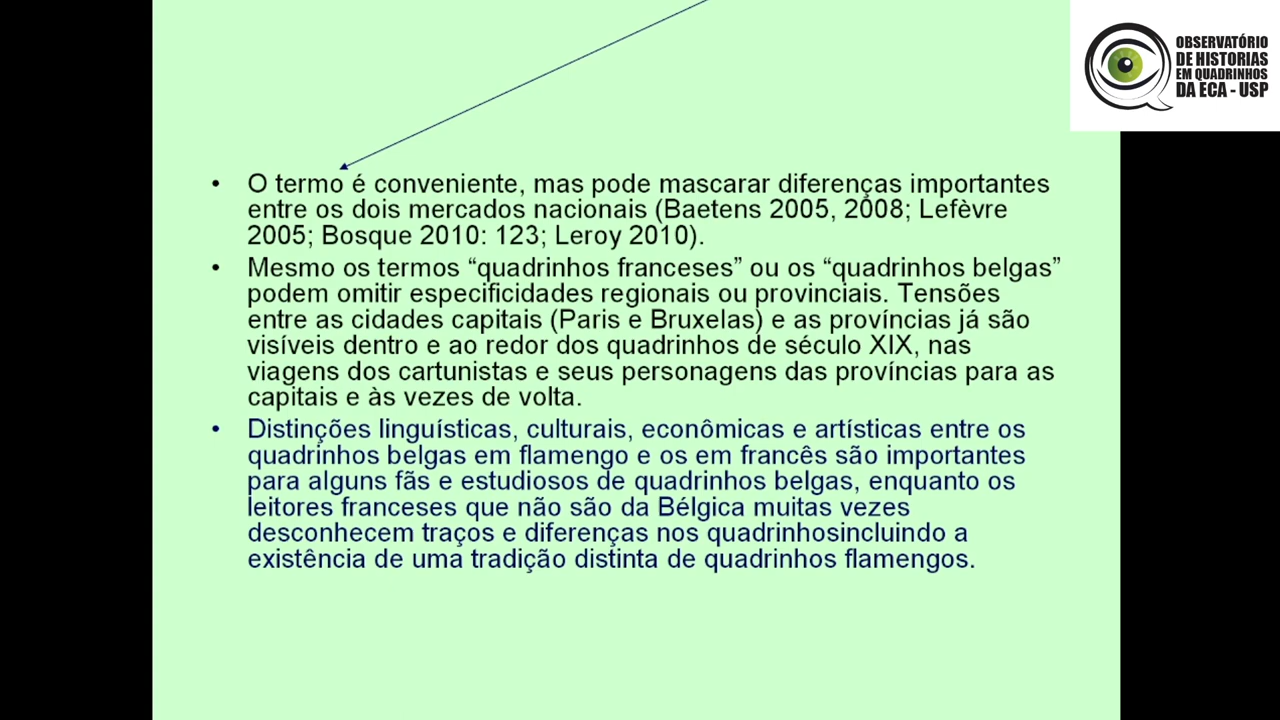 OBSERVATÓRIO
DE HISTORIAS
EM QUADRINHOS
DA ECA - USP
• O termo é conveniente, mas pode mascarar diferenças importantes
entre os dois mercados nacionais (Baetens 2005, 2008; Lefèvre
2005; Bosque 2010: 123; Leroy 2010).
• Mesmo os termos “quadrinhos franceses” ou os “quadrinhos belgas”
podem omitir especificidades regionais ou provinciais. Tensões
entre as cidades capitais (Paris e Bruxelas) e as províncias já são
visíveis dentro e ao redor dos quadrinhos de século XIX, nas
viagens dos cartunistas e seus personagens das províncias para as
capitais e às vezes de volta.
• Distinções linguísticas, culturais, econômicas e artísticas entre os
quadrinhos belgas em flamengo e os em francês são importantes
para alguns fãs e estudiosos de quadrinhos belgas, enquanto os
leitores franceses que não são da Bélgica muitas vezes
desconhecem traços e diferenças nos quadrinhosincluindo a
existência de uma tradição distinta de quadrinhos flamengos.